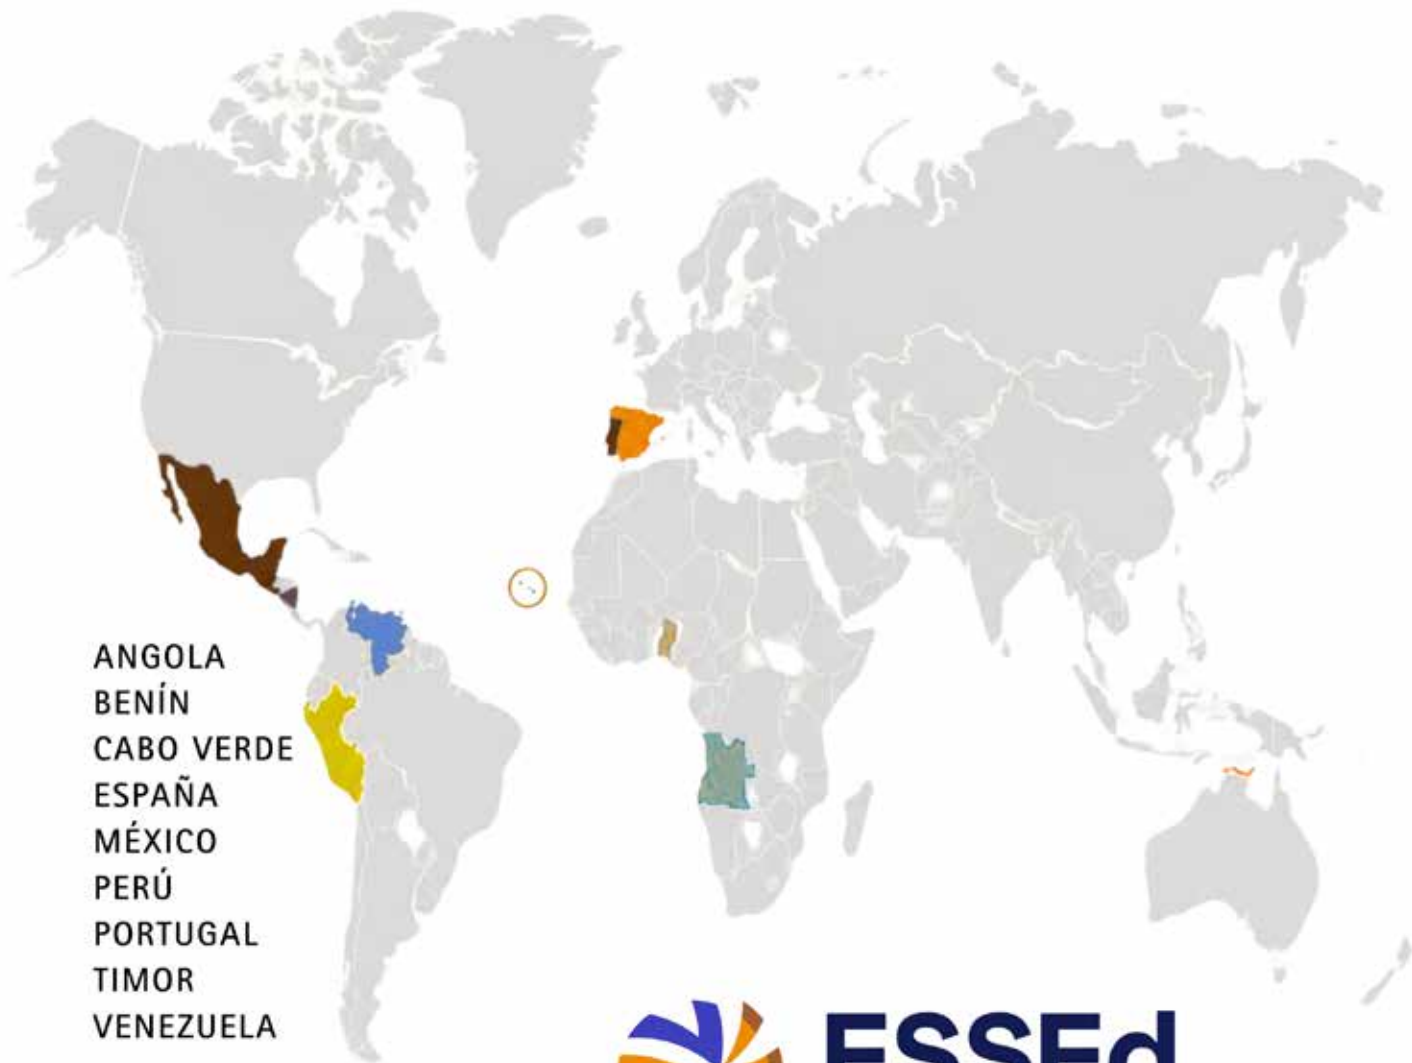 ANGOLA
BENÍN
CABO VERDE
ESPAÑA
MÉXICO
PERÚ
PORTUGAL
TIMOR
VENEZUELA
ESSEd